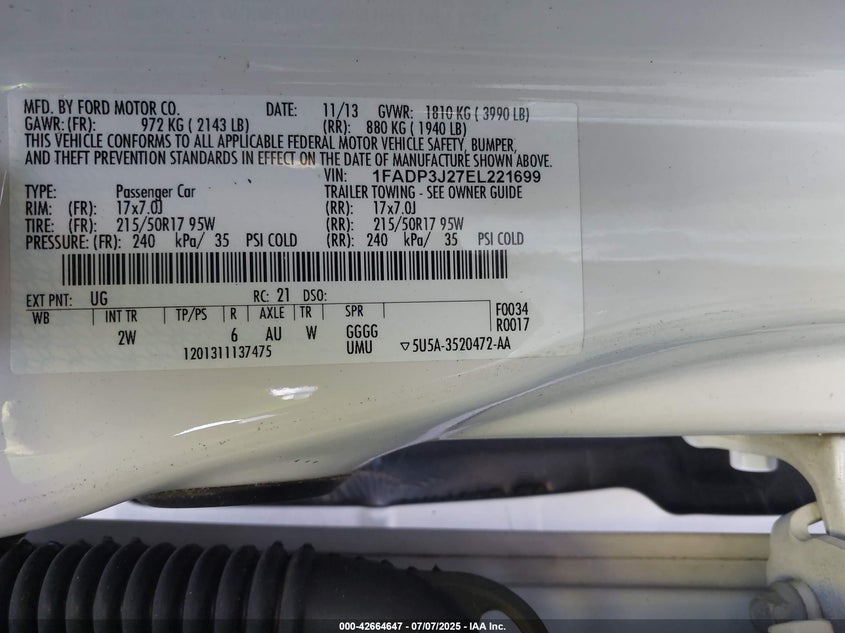 MFD. BY FORD MOTOR CO. DATE: 11/13 GVWR: 1810 KG ( 3990 LB)
GAWR: (FR): 972 KG ( 2143 LB) (RR): 880 KG ( 1940 LB)
THIS VEHICLE CONFORMS TO ALL APPLICABLE FEDERAL MOTOR VEHICLE SAFETY, BUMPER,
AND THEFT PREVENTION STANDARDS IN EFFECT ON THE DATE OF MANUFACTURE SHOWN ABOVE.
VIN: 1FADP3J27EL221699
TYPE: Passenger Car TRAILER TOWING - SEE OWNER GUIDE
RIM: (FR): 17x7.0J (RR): 17x7.0J
TIRE: (FR): 215/50R17 95W (RR): 215/50R17 95W
PRESSURE: (FR): 240 kPa/ 35 PSI COLD (RR): 240 kPa/ 35 PSI COLD
EXT PNT: UG RC: 21 DSO:
WB INT TR TP/PS R AXLE TR SPR F0034
2W 6 AU W GGGG R0017
1201311137475 UMU ▽5U5A-3520472-AA
000-42664647 / 07/07/2025 - IAA Inc.